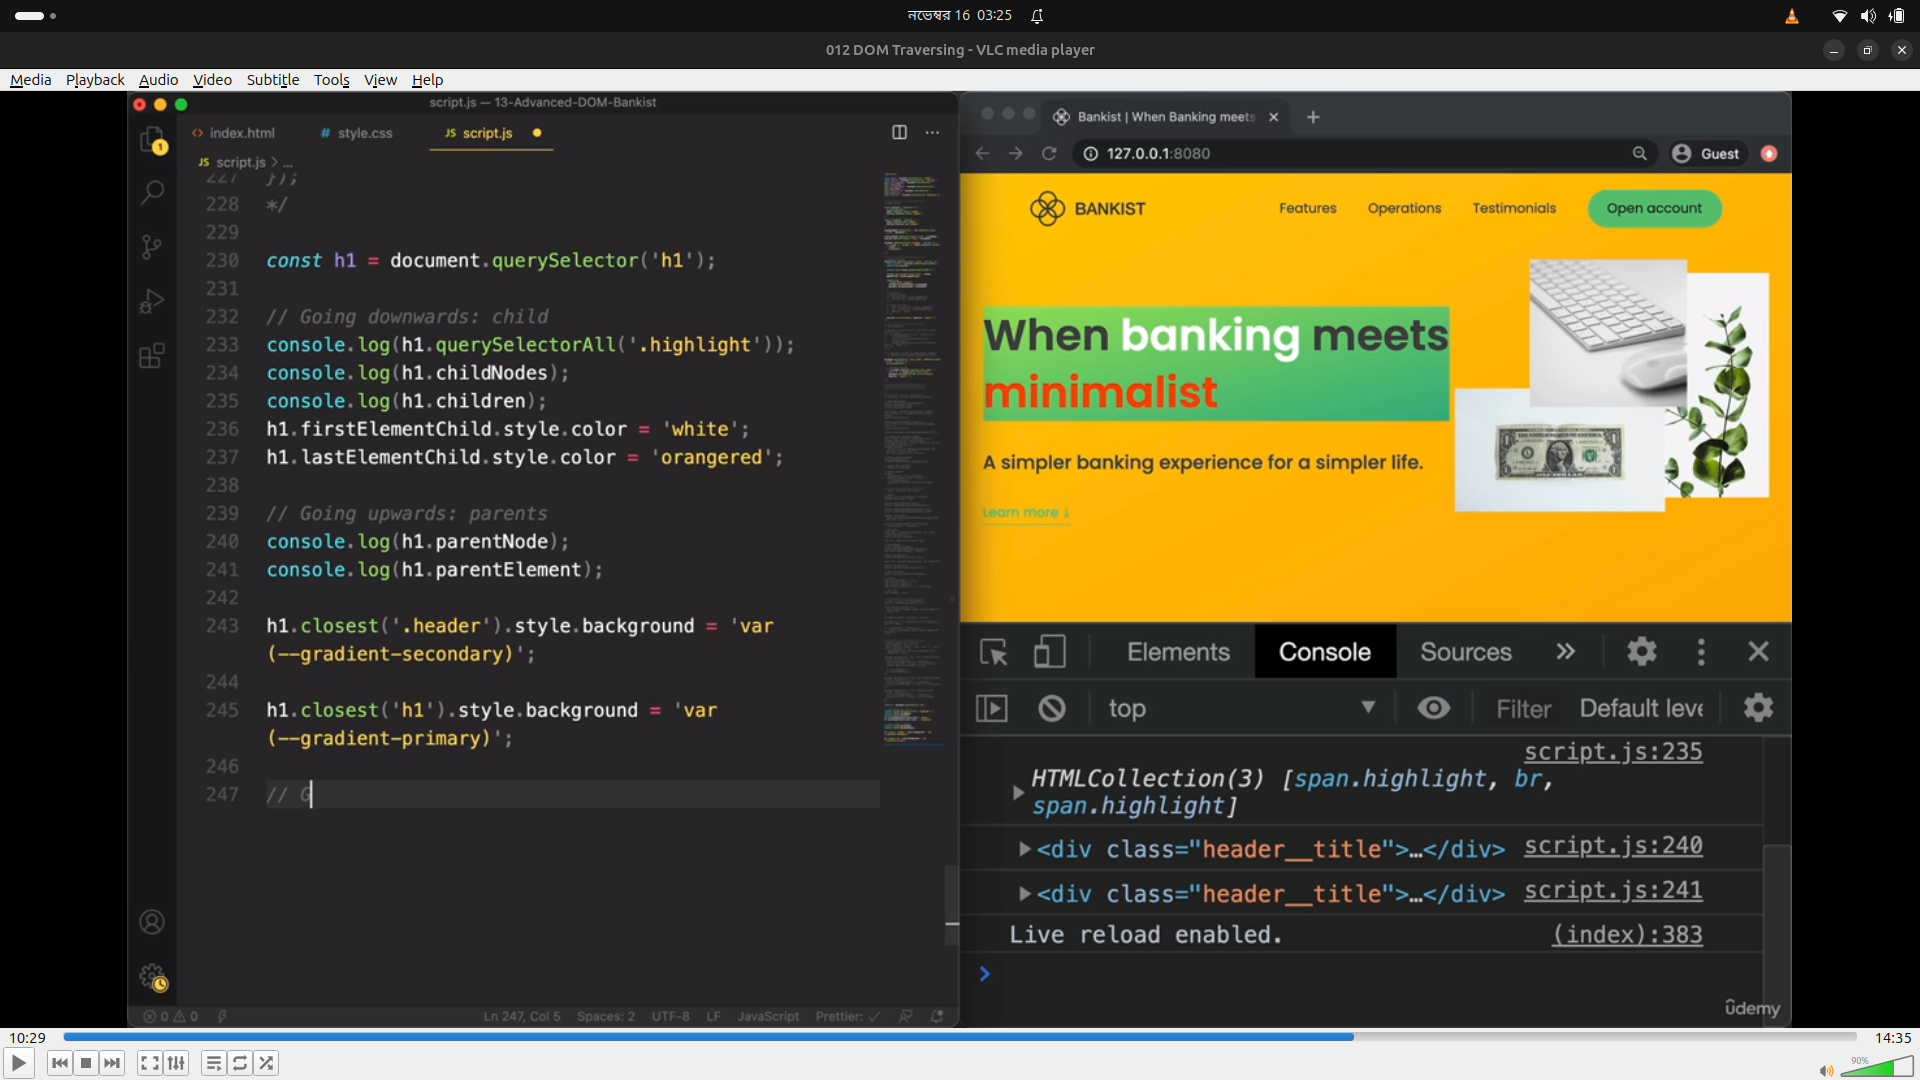 নভেম্বর 16 03:25
012 DOM Traversing - VLC media player
Media Playback Audio Video Subtitle Tools View Help
script.js — 13-Advanced-DOM-Bankist
<> index.html
# style.css
JS script.js
1
JS script.js > ...
227 });
228 */
229
230 const h1 = document.querySelector('h1');
231
232 // Going downwards: child
233 console.log(h1.querySelectorAll('.highlight'));
234 console.log(h1.childNodes);
235 console.log(h1.children);
236 h1.firstElementChild.style.color = 'white';
237 h1.lastElementChild.style.color = 'orangered';
238
239 // Going upwards: parents
240 console.log(h1.parentNode);
241 console.log(h1.parentElement);
242
243 h1.closest('.header').style.background = 'var
(--gradient-secondary)';
244
245 h1.closest('h1').style.background = 'var
(--gradient-primary)';
246
247 // G
0 0
Ln 247, Col 5 Spaces: 2 UTF-8 LF JavaScript Prettier: ✓
Bankist | When Banking meets
127.0.0.1:8080
Guest
BANKIST
Features Operations Testimonials Open account
When banking meets
minimalist
A simpler banking experience for a simpler life.
Learn more ↓
Elements Console Sources »
top Filter Default leve
script.js:235
HTMLCollection(3) [span.highlight, br,
span.highlight]
<div class="header__title">…</div> script.js:240
<div class="header__title">…</div> script.js:241
Live reload enabled. (index):383
>
ûdemy
10:29 14:35
90%